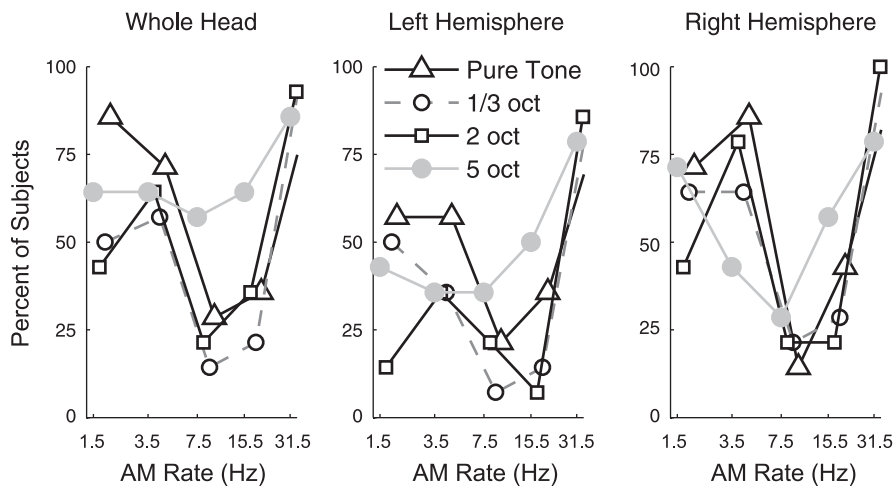 Whole Head
Left Hemisphere
Right Hemisphere
Percent of Subjects
100
75
50
25
0
1.5 3.5 7.5 15.5 31.5
AM Rate (Hz)
100
75
50
25
0
Pure Tone
1/3 oct
2 oct
5 oct
1.5 3.5 7.5 15.5 31.5
AM Rate (Hz)
100
75
50
25
0
1.5 3.5 7.5 15.5 31.5
AM Rate (Hz)